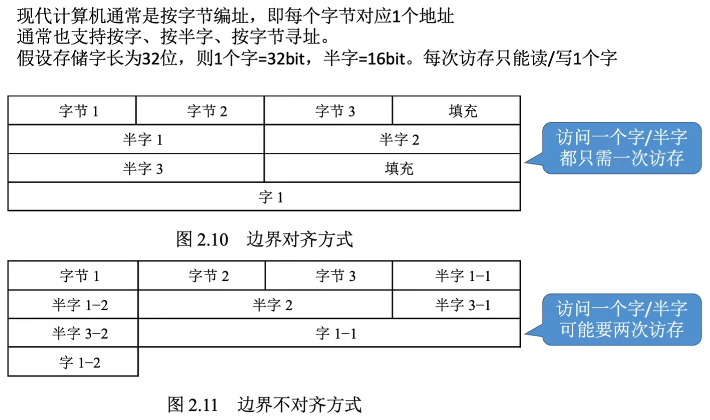 现代计算机通常是按字节编址，即每个字节对应1个地址
通常也支持按字、按半字、按字节寻址。
假设存储字长为32位，则1个字=32bit，半字=16bit。每次访存只能读/写1个字
字节 1 字节 2 字节 3 填充
半字 1 半字 2
半字 3 填充
字 1
访问一个字/半字
都只需一次访存
图 2.10 边界对齐方式
字节 1 字节 2 字节 3 半字 1−1
半字 1−2 半字 2 半字 3−1
半字 3−2 字 1−1
字 1−2
访问一个字/半字
可能要两次访存
图 2.11 边界不对齐方式